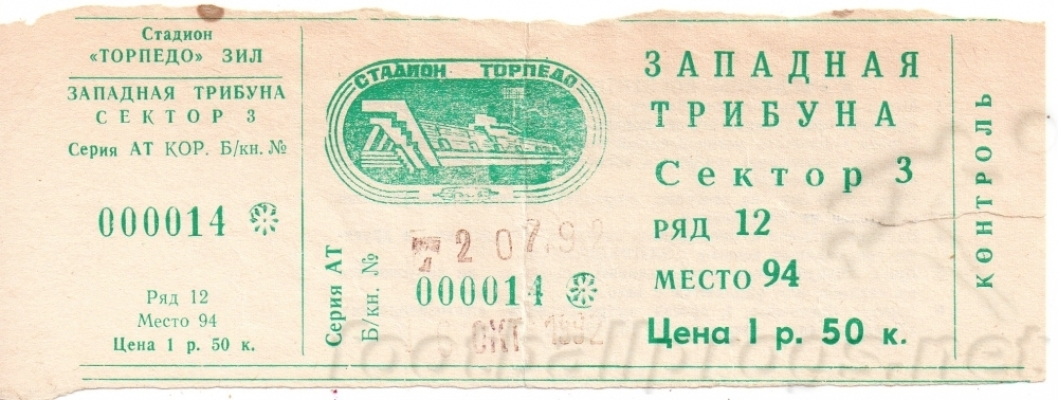 Стадион
«ТОРПЕДО» ЗИЛ
ЗАПАДНАЯ ТРИБУНА
СЕКТОР 3
Серия АТ КОР. Б/кн. №
000014
Ряд 12
Место 94
Цена 1 р. 50 к.
СТАДИОН ТОРПЕДО
Серия АТ
Б/кн. №
000014
ОКТ 1992
ЗАПАДНАЯ
ТРИБУНА
Сектор 3
РЯД 12
МЕСТО 94
Цена 1 р. 50 к.
КОНТРОЛЬ